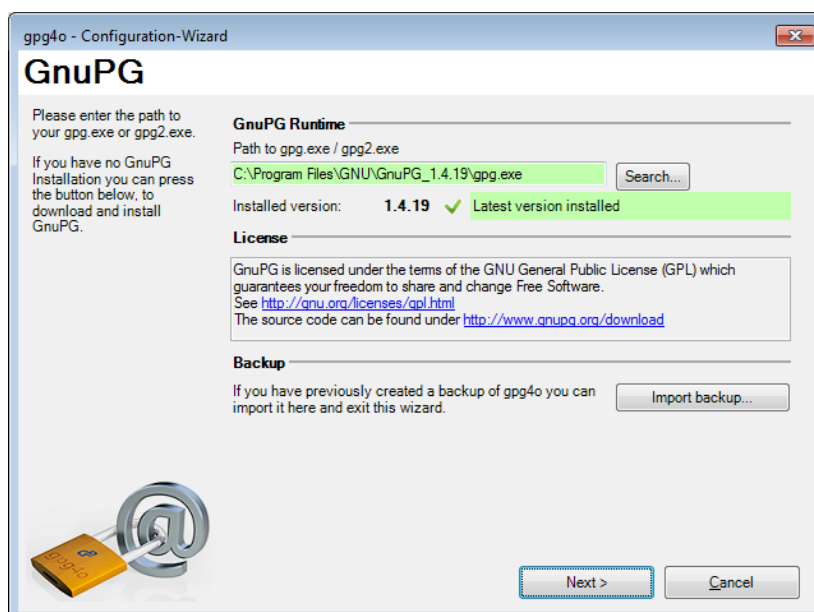 gpg4o - Configuration-Wizard
GnuPG
Please enter the path to
your gpg.exe or gpg2.exe.
If you have no GnuPG
Installation you can press
the button below, to
download and install
GnuPG.
GnuPG Runtime
Path to gpg.exe / gpg2.exe
C:\Program Files\GNU\GnuPG_1.4.19\gpg.exe
Search...
Installed version: 1.4.19 Latest version installed
License
GnuPG is licensed under the terms of the GNU General Public License (GPL) which
guarantees your freedom to share and change Free Software.
See http://gnu.org/licenses/gpl.html
The source code can be found under http://www.gnupg.org/download
Backup
If you have previously created a backup of gpg4o you can
import it here and exit this wizard.
Import backup...
gpg4o
Next >
Cancel